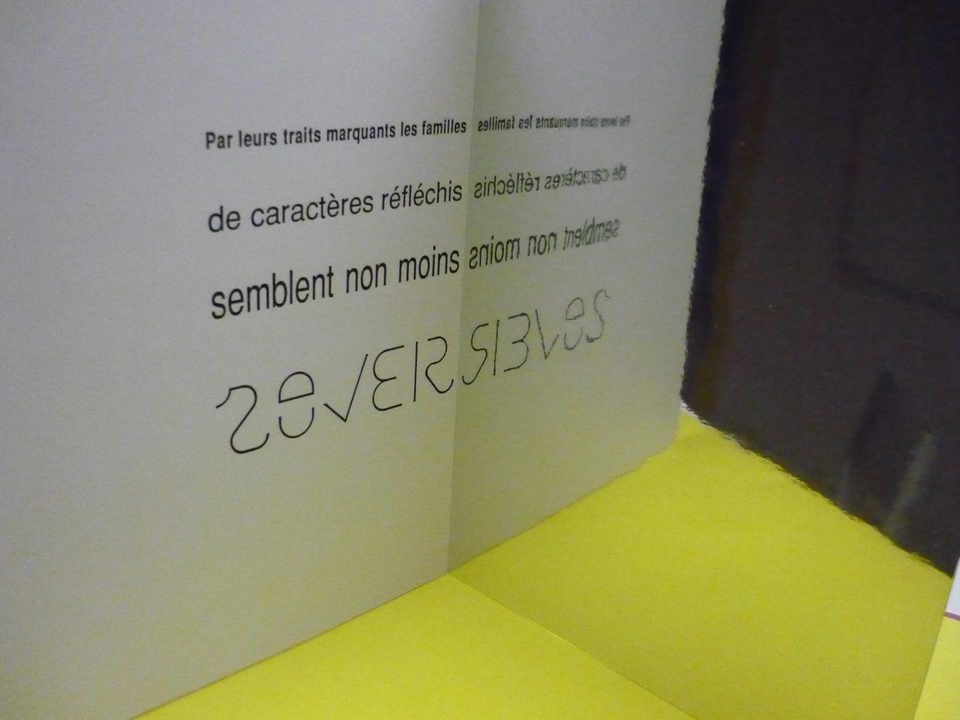 Par leurs traits marquants les familles
de caractères réfléchis
semblent non moins